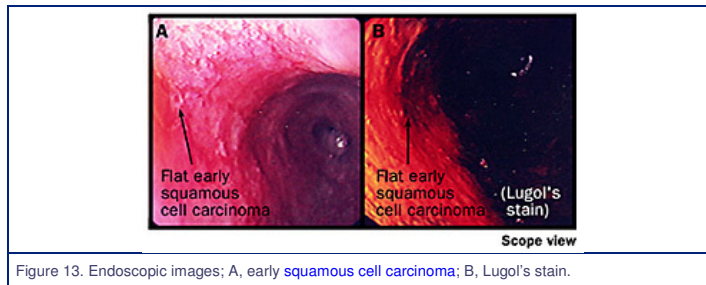 A
B
Flat early
squamous
cell carcinoma
Flat early
squamous
cell carcinoma
(Lugol's
stain)
Scope view
Figure 13. Endoscopic images; A, early squamous cell carcinoma; B, Lugol's stain.